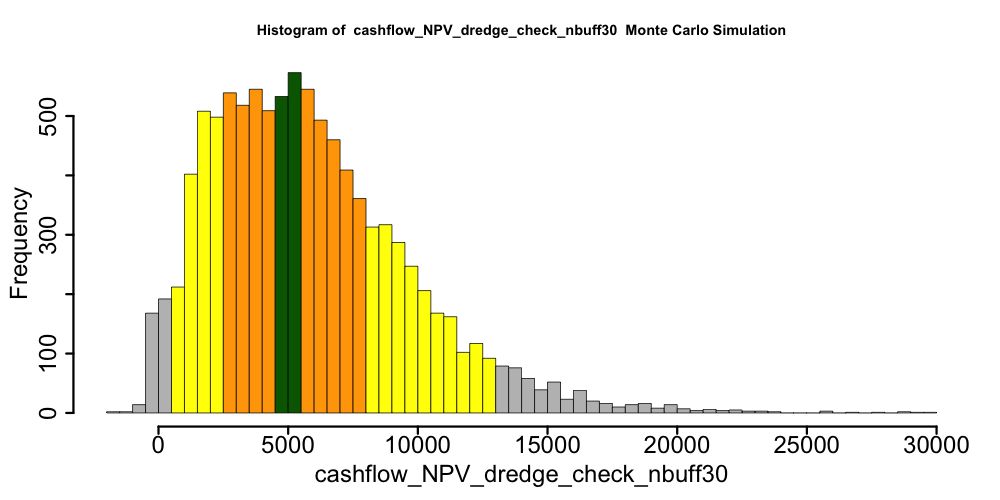 Histogram of  cashflow_NPV_dredge_check_nbuff30  Monte Carlo Simulation
Frequency
500
300
100
0
0 5000 10000 15000 20000 25000 30000
cashflow_NPV_dredge_check_nbuff30